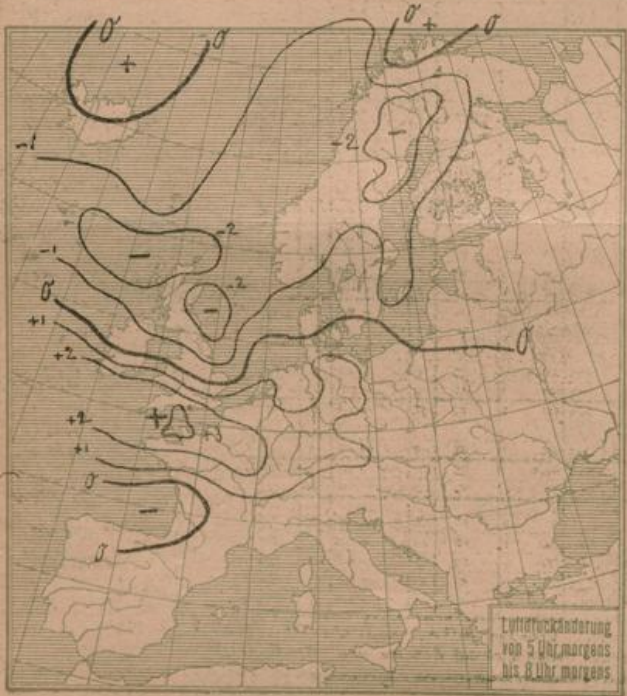 0 + 0
0 + 0
-1
-2 -
- -2
-1
- -2
0
+1
+2
0
+2 + +3
+1
0
-
0
Luftdruckänderung
von 5 Uhr morgens
bis 8 Uhr morgens